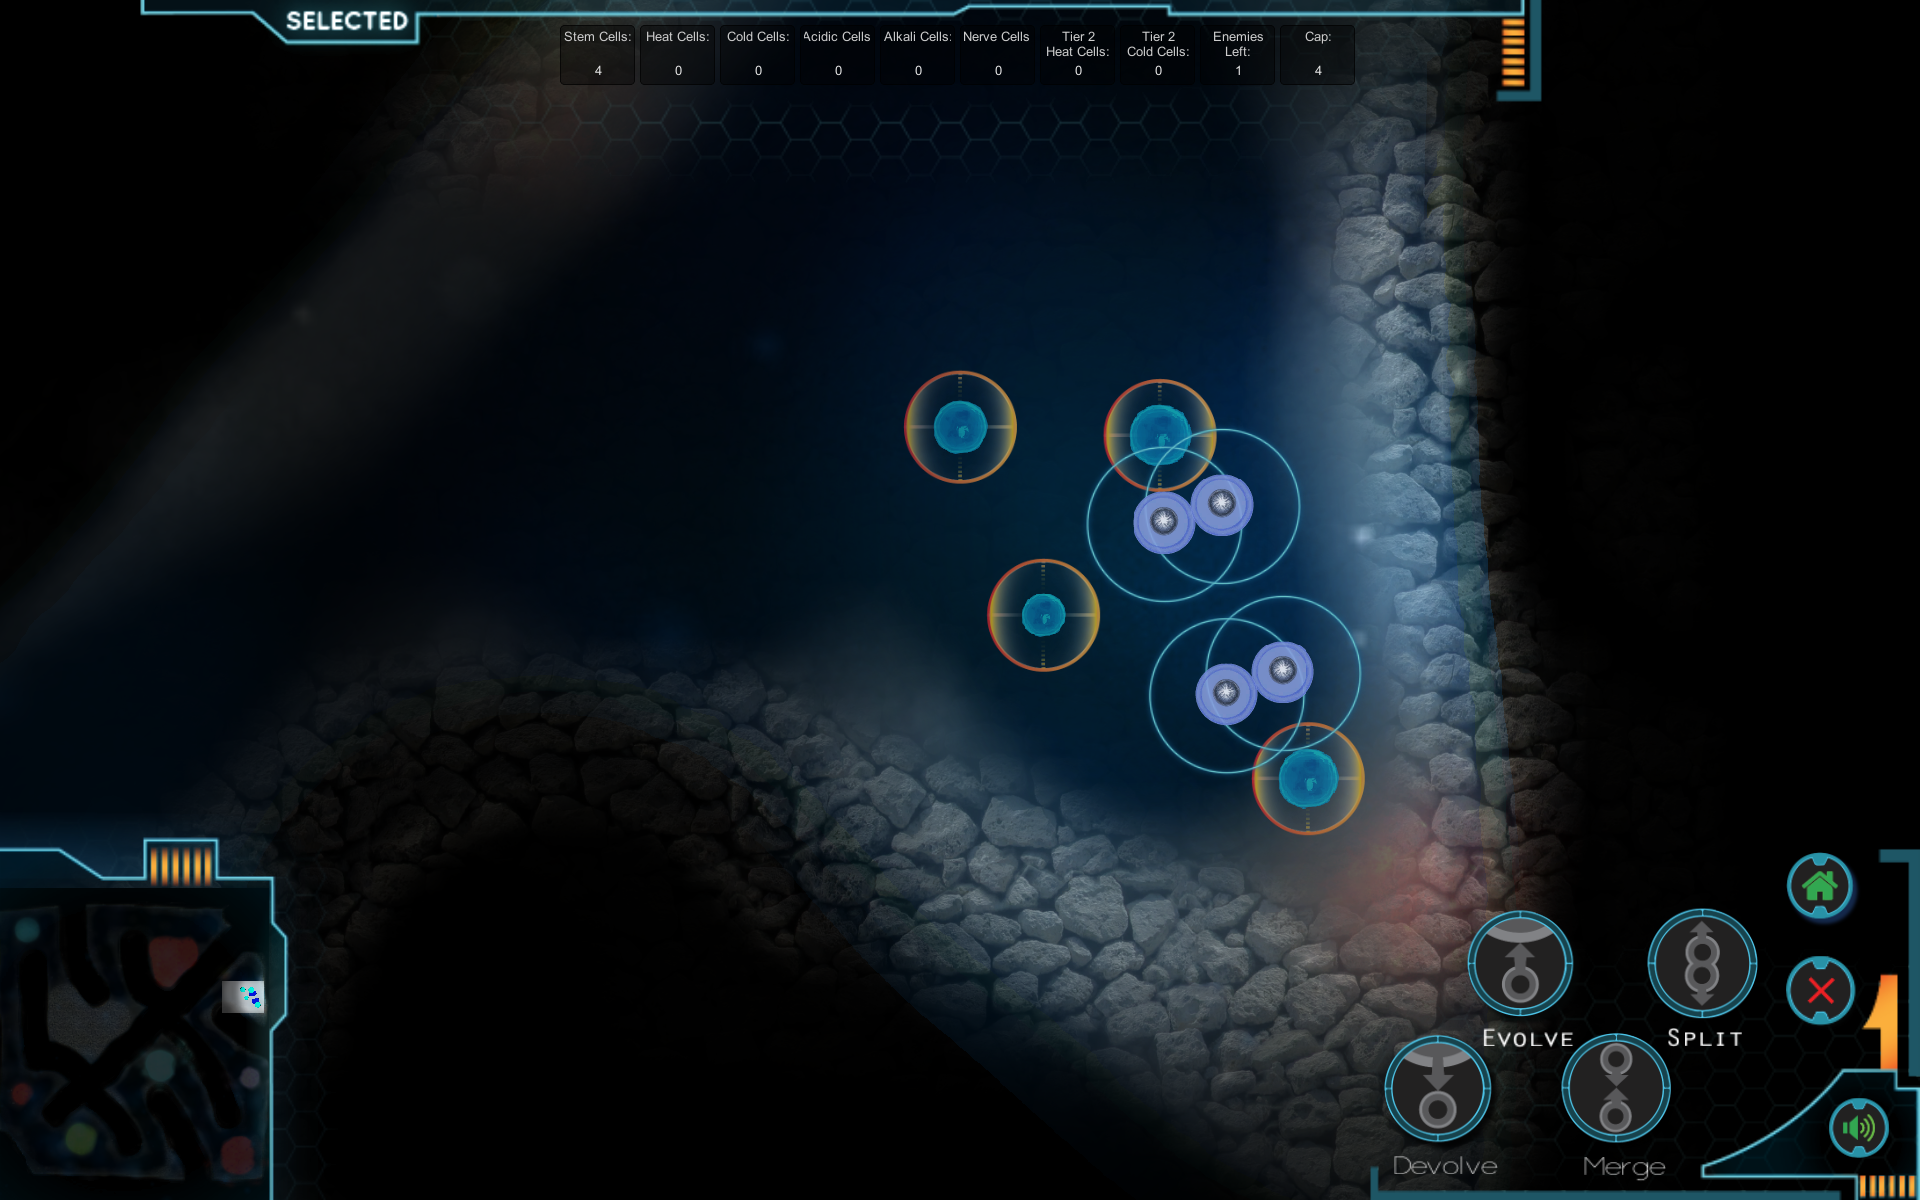 SELECTED
Stem Cells:
4
Heat Cells:
0
Cold Cells:
0
Acidic Cells
0
Alkali Cells:
0
Nerve Cells
0
Tier 2
Heat Cells:
0
Tier 2
Cold Cells:
0
Enemies
Left:
1
Cap:
4
EVOLVE
SPLIT
Devolve
Merge